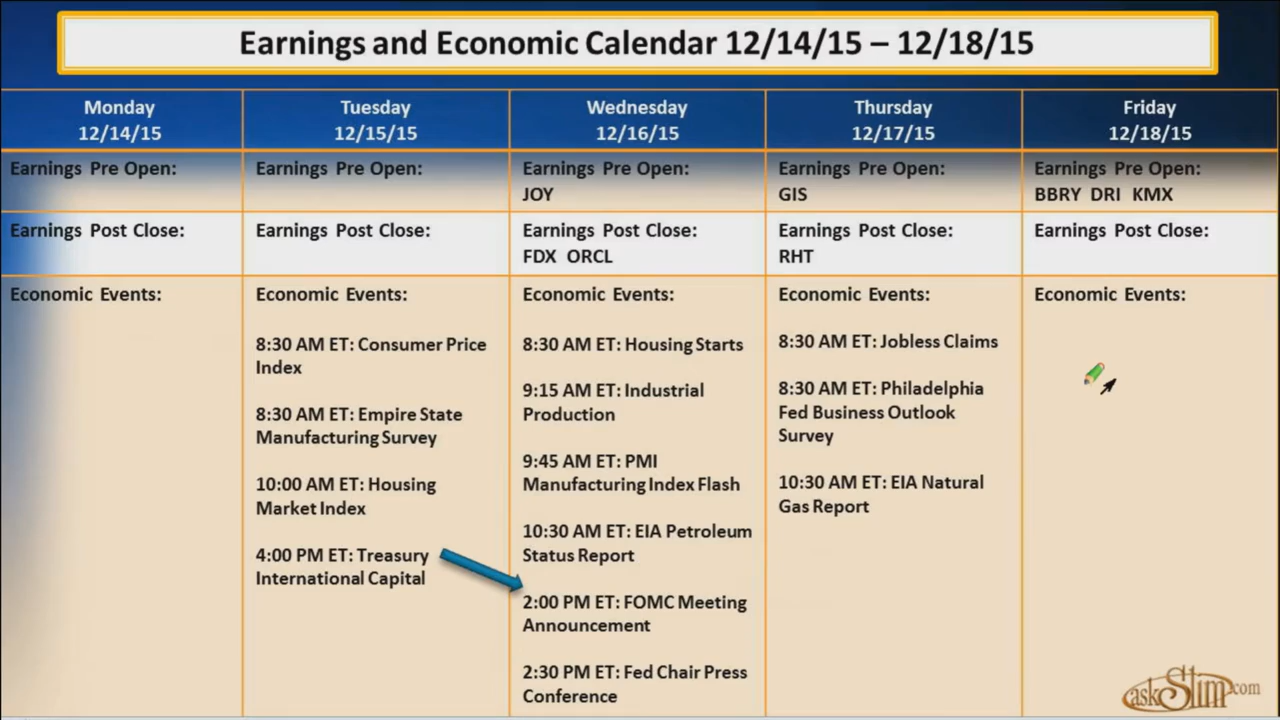 Earnings and Economic Calendar 12/14/15 – 12/18/15
Monday
12/14/15
Tuesday
12/15/15
Wednesday
12/16/15
Thursday
12/17/15
Friday
12/18/15
Earnings Pre Open:
Earnings Pre Open:
Earnings Pre Open:
JOY
Earnings Pre Open:
GIS
Earnings Pre Open:
BBRY DRI KMX
Earnings Post Close:
Earnings Post Close:
Earnings Post Close:
FDX ORCL
Earnings Post Close:
RHT
Earnings Post Close:
Economic Events:
Economic Events:
8:30 AM ET: Consumer Price
Index
8:30 AM ET: Empire State
Manufacturing Survey
10:00 AM ET: Housing
Market Index
4:00 PM ET: Treasury
International Capital
Economic Events:
8:30 AM ET: Housing Starts
9:15 AM ET: Industrial
Production
9:45 AM ET: PMI
Manufacturing Index Flash
10:30 AM ET: EIA Petroleum
Status Report
2:00 PM ET: FOMC Meeting
Announcement
2:30 PM ET: Fed Chair Press
Conference
Economic Events:
8:30 AM ET: Jobless Claims
8:30 AM ET: Philadelphia
Fed Business Outlook
Survey
10:30 AM ET: EIA Natural
Gas Report
Economic Events:
askSlim.com